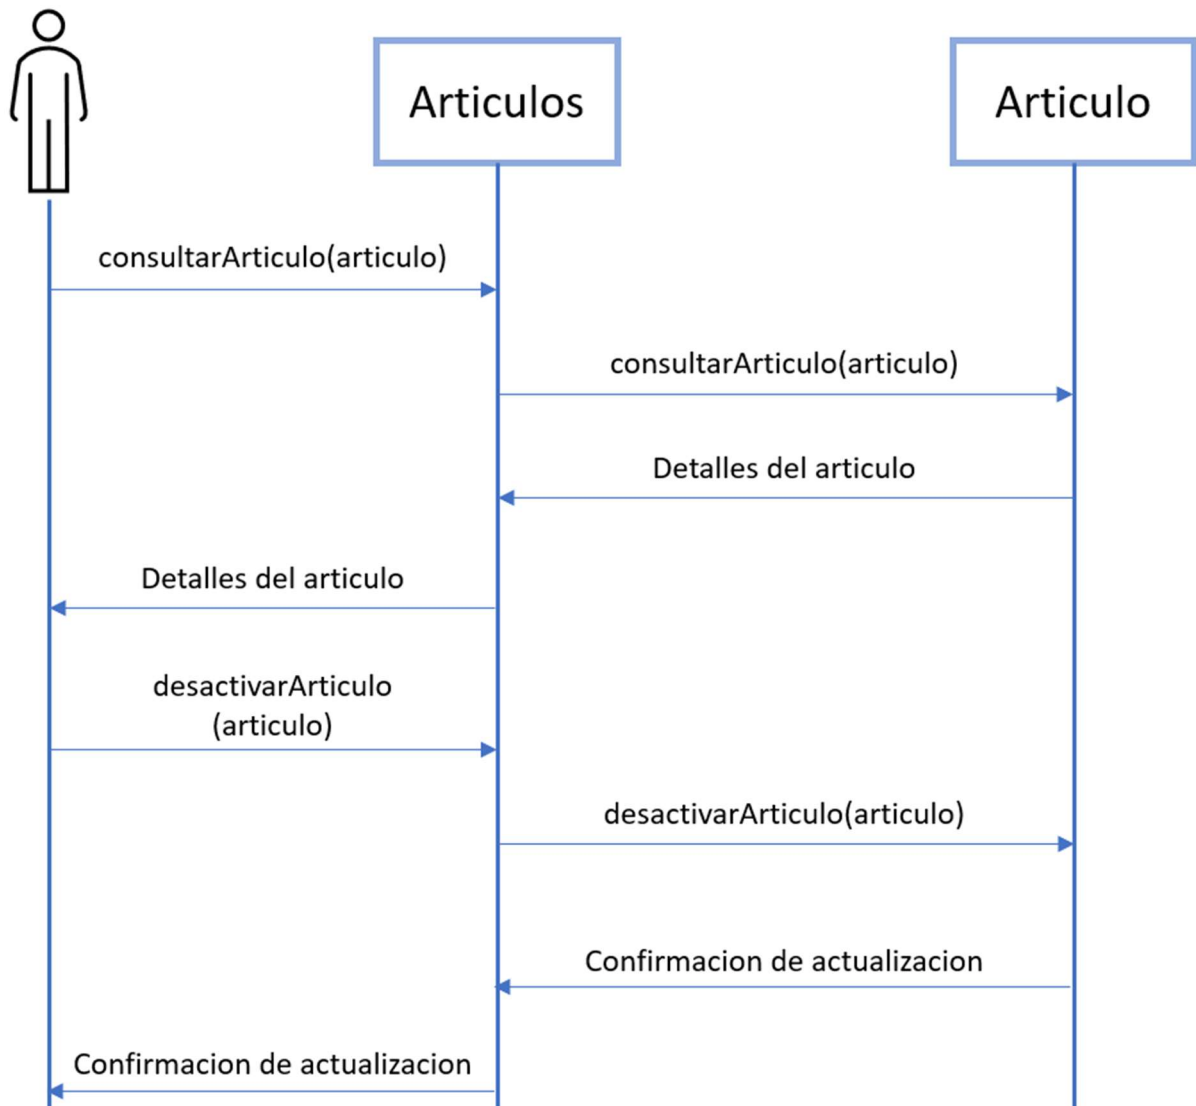 Articulos
Articulo
consultarArticulo(articulo)
consultarArticulo(articulo)
Detalles del articulo
Detalles del articulo
desactivarArticulo
(articulo)
desactivarArticulo(articulo)
Confirmacion de actualizacion
Confirmacion de actualizacion